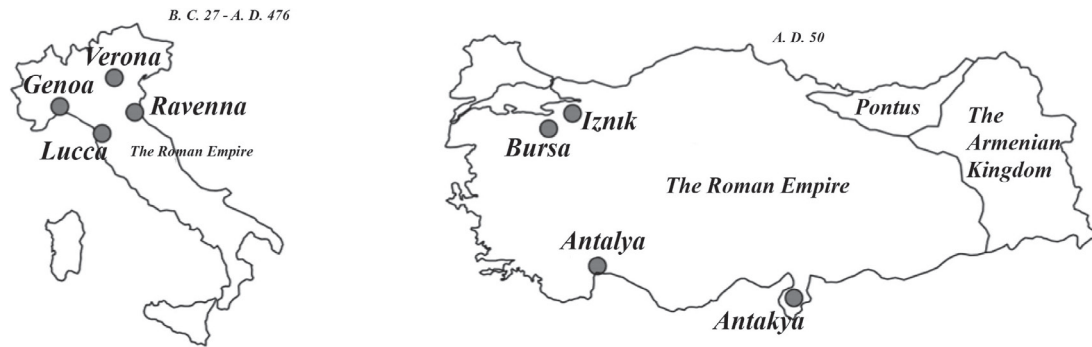 B. C. 27 - A. D. 476
Verona
Genoa
Ravenna
Lucca
The Roman Empire
A. D. 50
Pontus
The
Armenian
Kingdom
Iznık
Bursa
The Roman Empire
Antalya
Antakya